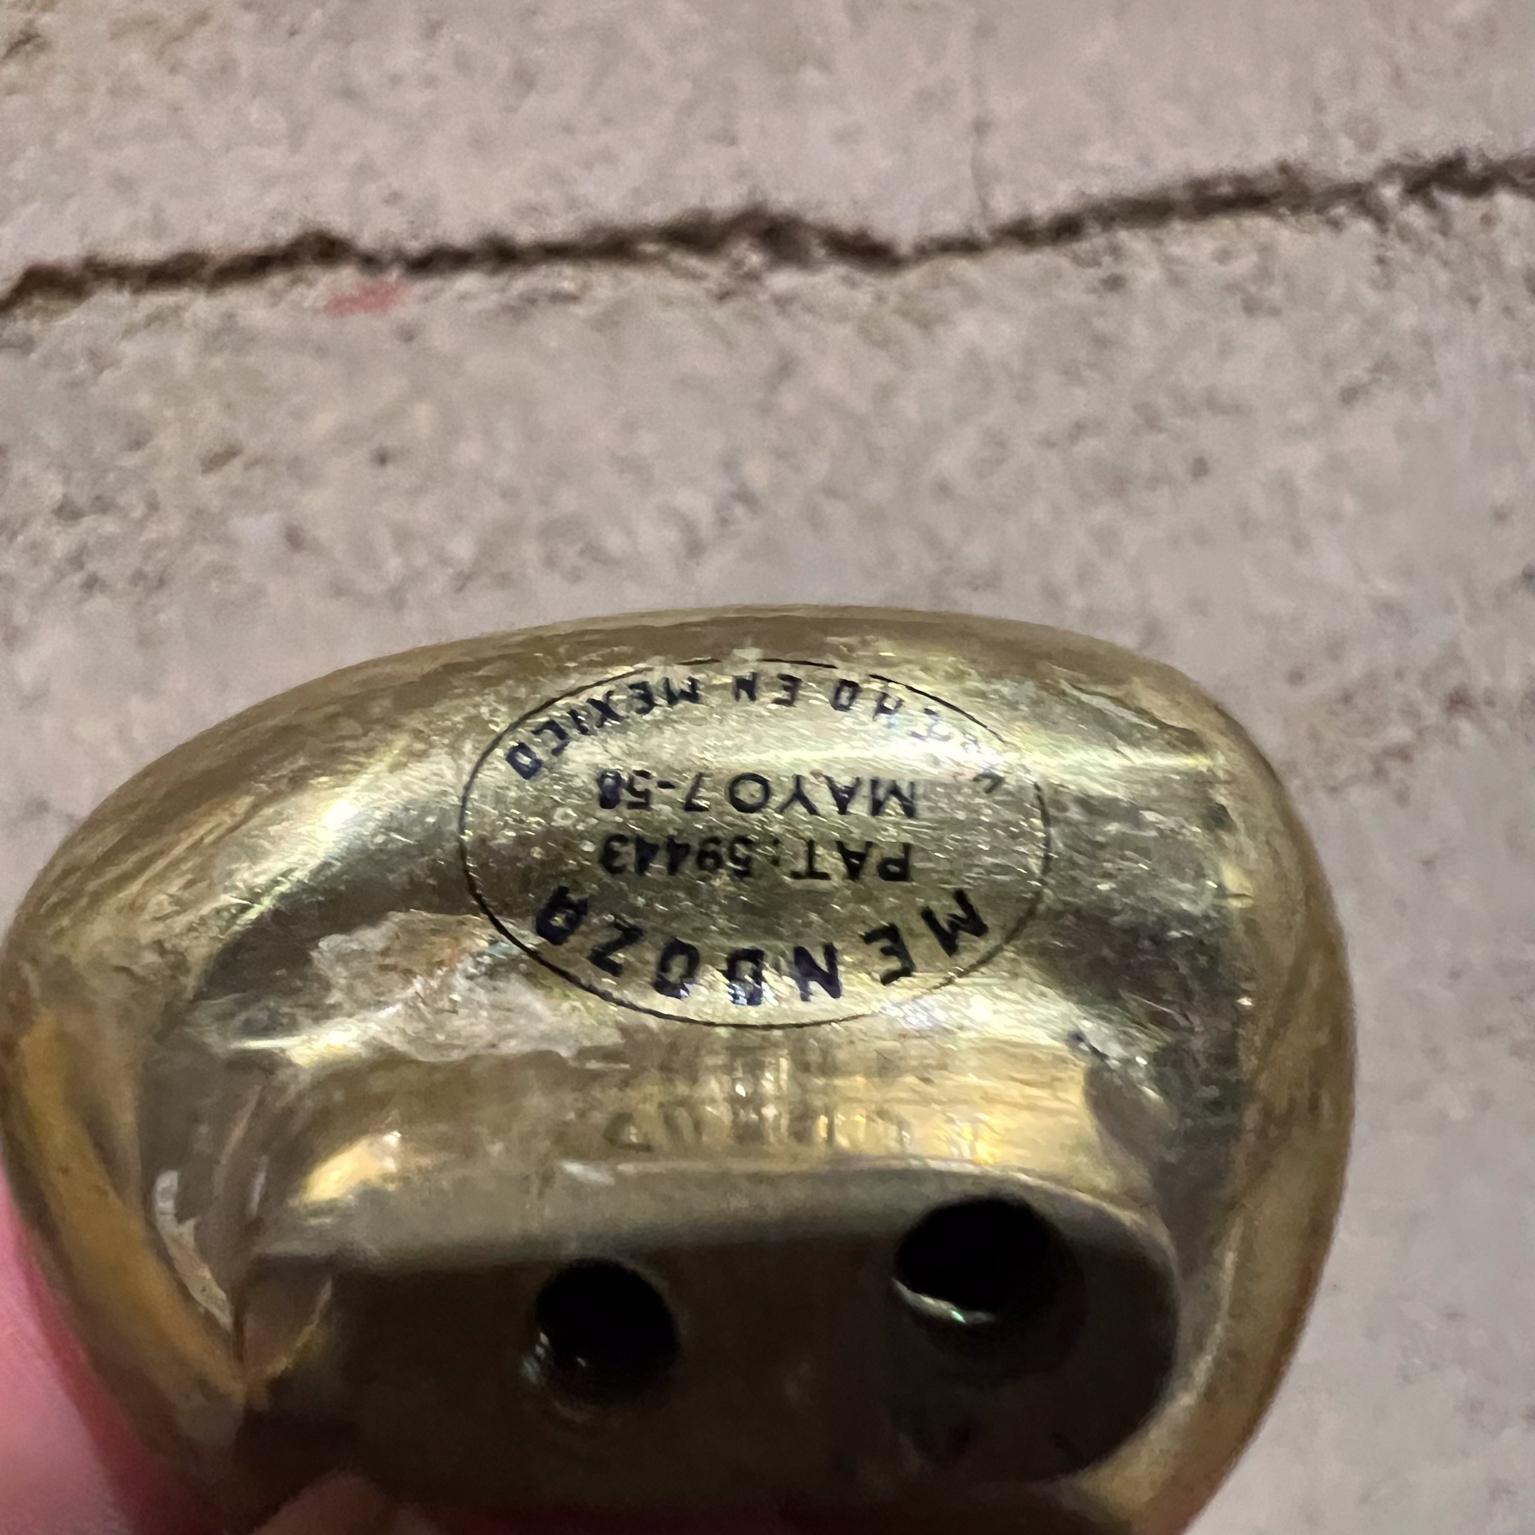 MENDOZA
PAT: 59443
MAYO 7-58
HECHO EN MEXICO